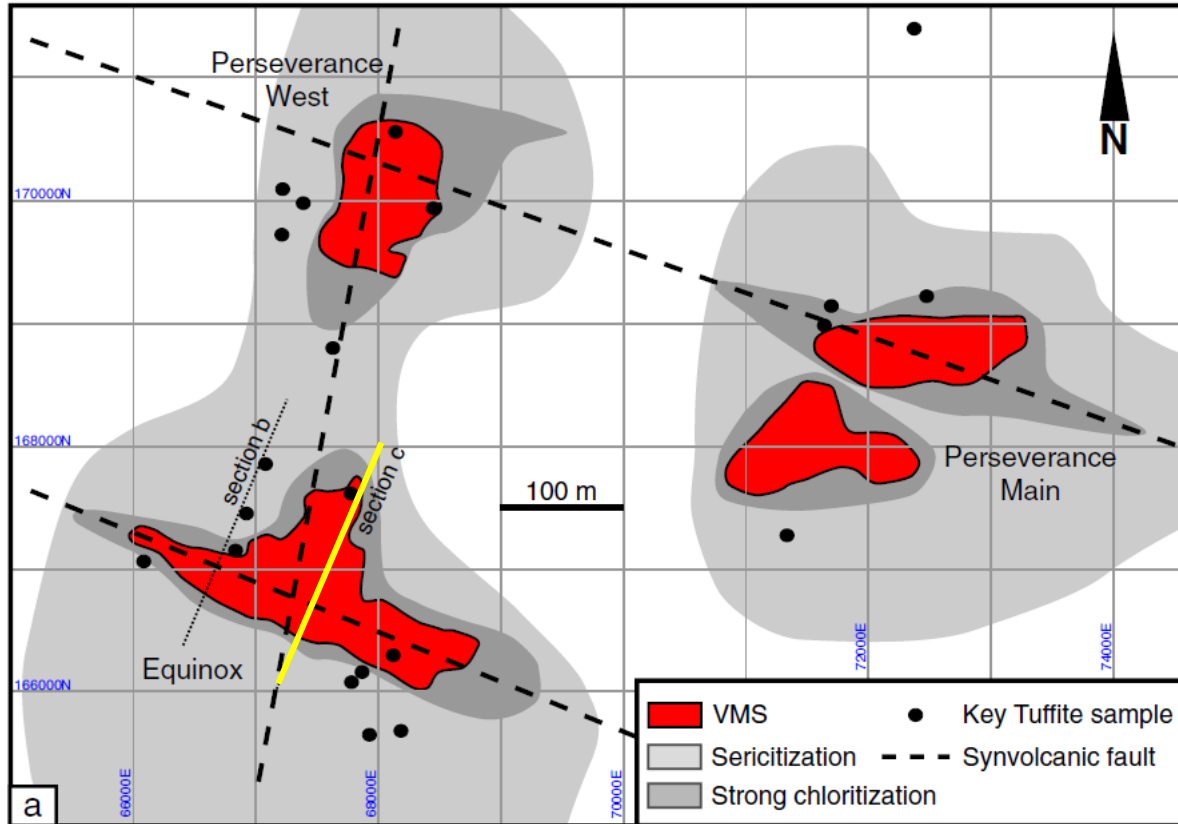 Perseverance
West
N
170000N
section b
168000N
section c
100 m
Perseverance
Main
Equinox
166000N
66000E
68000E
70000E
72000E
74000E
VMS
Key Tuffite sample
Sericitization
Synvolcanic fault
Strong chloritization
a